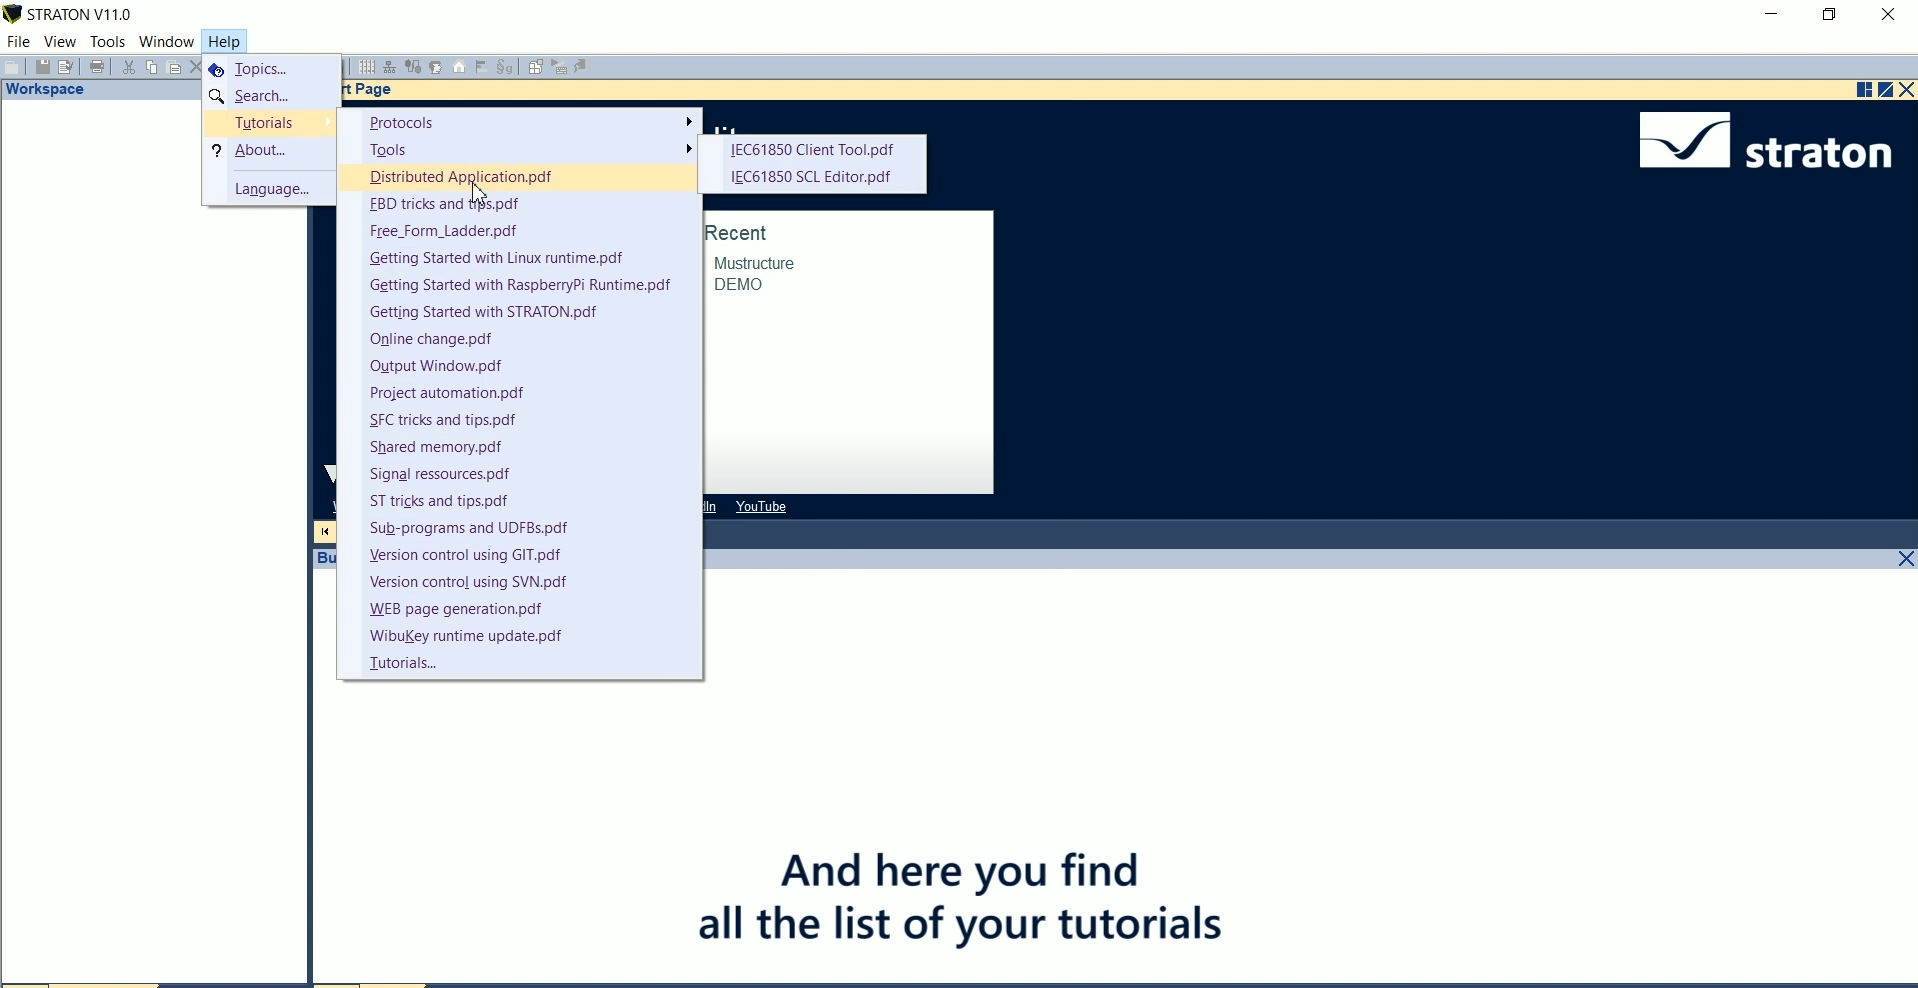 STRATON V11.0
File View Tools Window Help
Workspace
rt Page
Topics...
Search...
Tutorials
About...
Language...
Protocols
Tools
Distributed Application.pdf
FBD tricks and tips.pdf
Free_Form_Ladder.pdf
Getting Started with Linux runtime.pdf
Getting Started with RaspberryPi Runtime.pdf
Getting Started with STRATON.pdf
Online change.pdf
Output Window.pdf
Project automation.pdf
SFC tricks and tips.pdf
Shared memory.pdf
Signal ressources.pdf
ST tricks and tips.pdf
Sub-programs and UDFBs.pdf
Version control using GIT.pdf
Version control using SVN.pdf
WEB page generation.pdf
WibuKey runtime update.pdf
Tutorials...
IEC61850 Client Tool.pdf
IEC61850 SCL Editor.pdf
straton
Recent
Mustructure
DEMO
dIn YouTube
Bu
And here you find
all the list of your tutorials